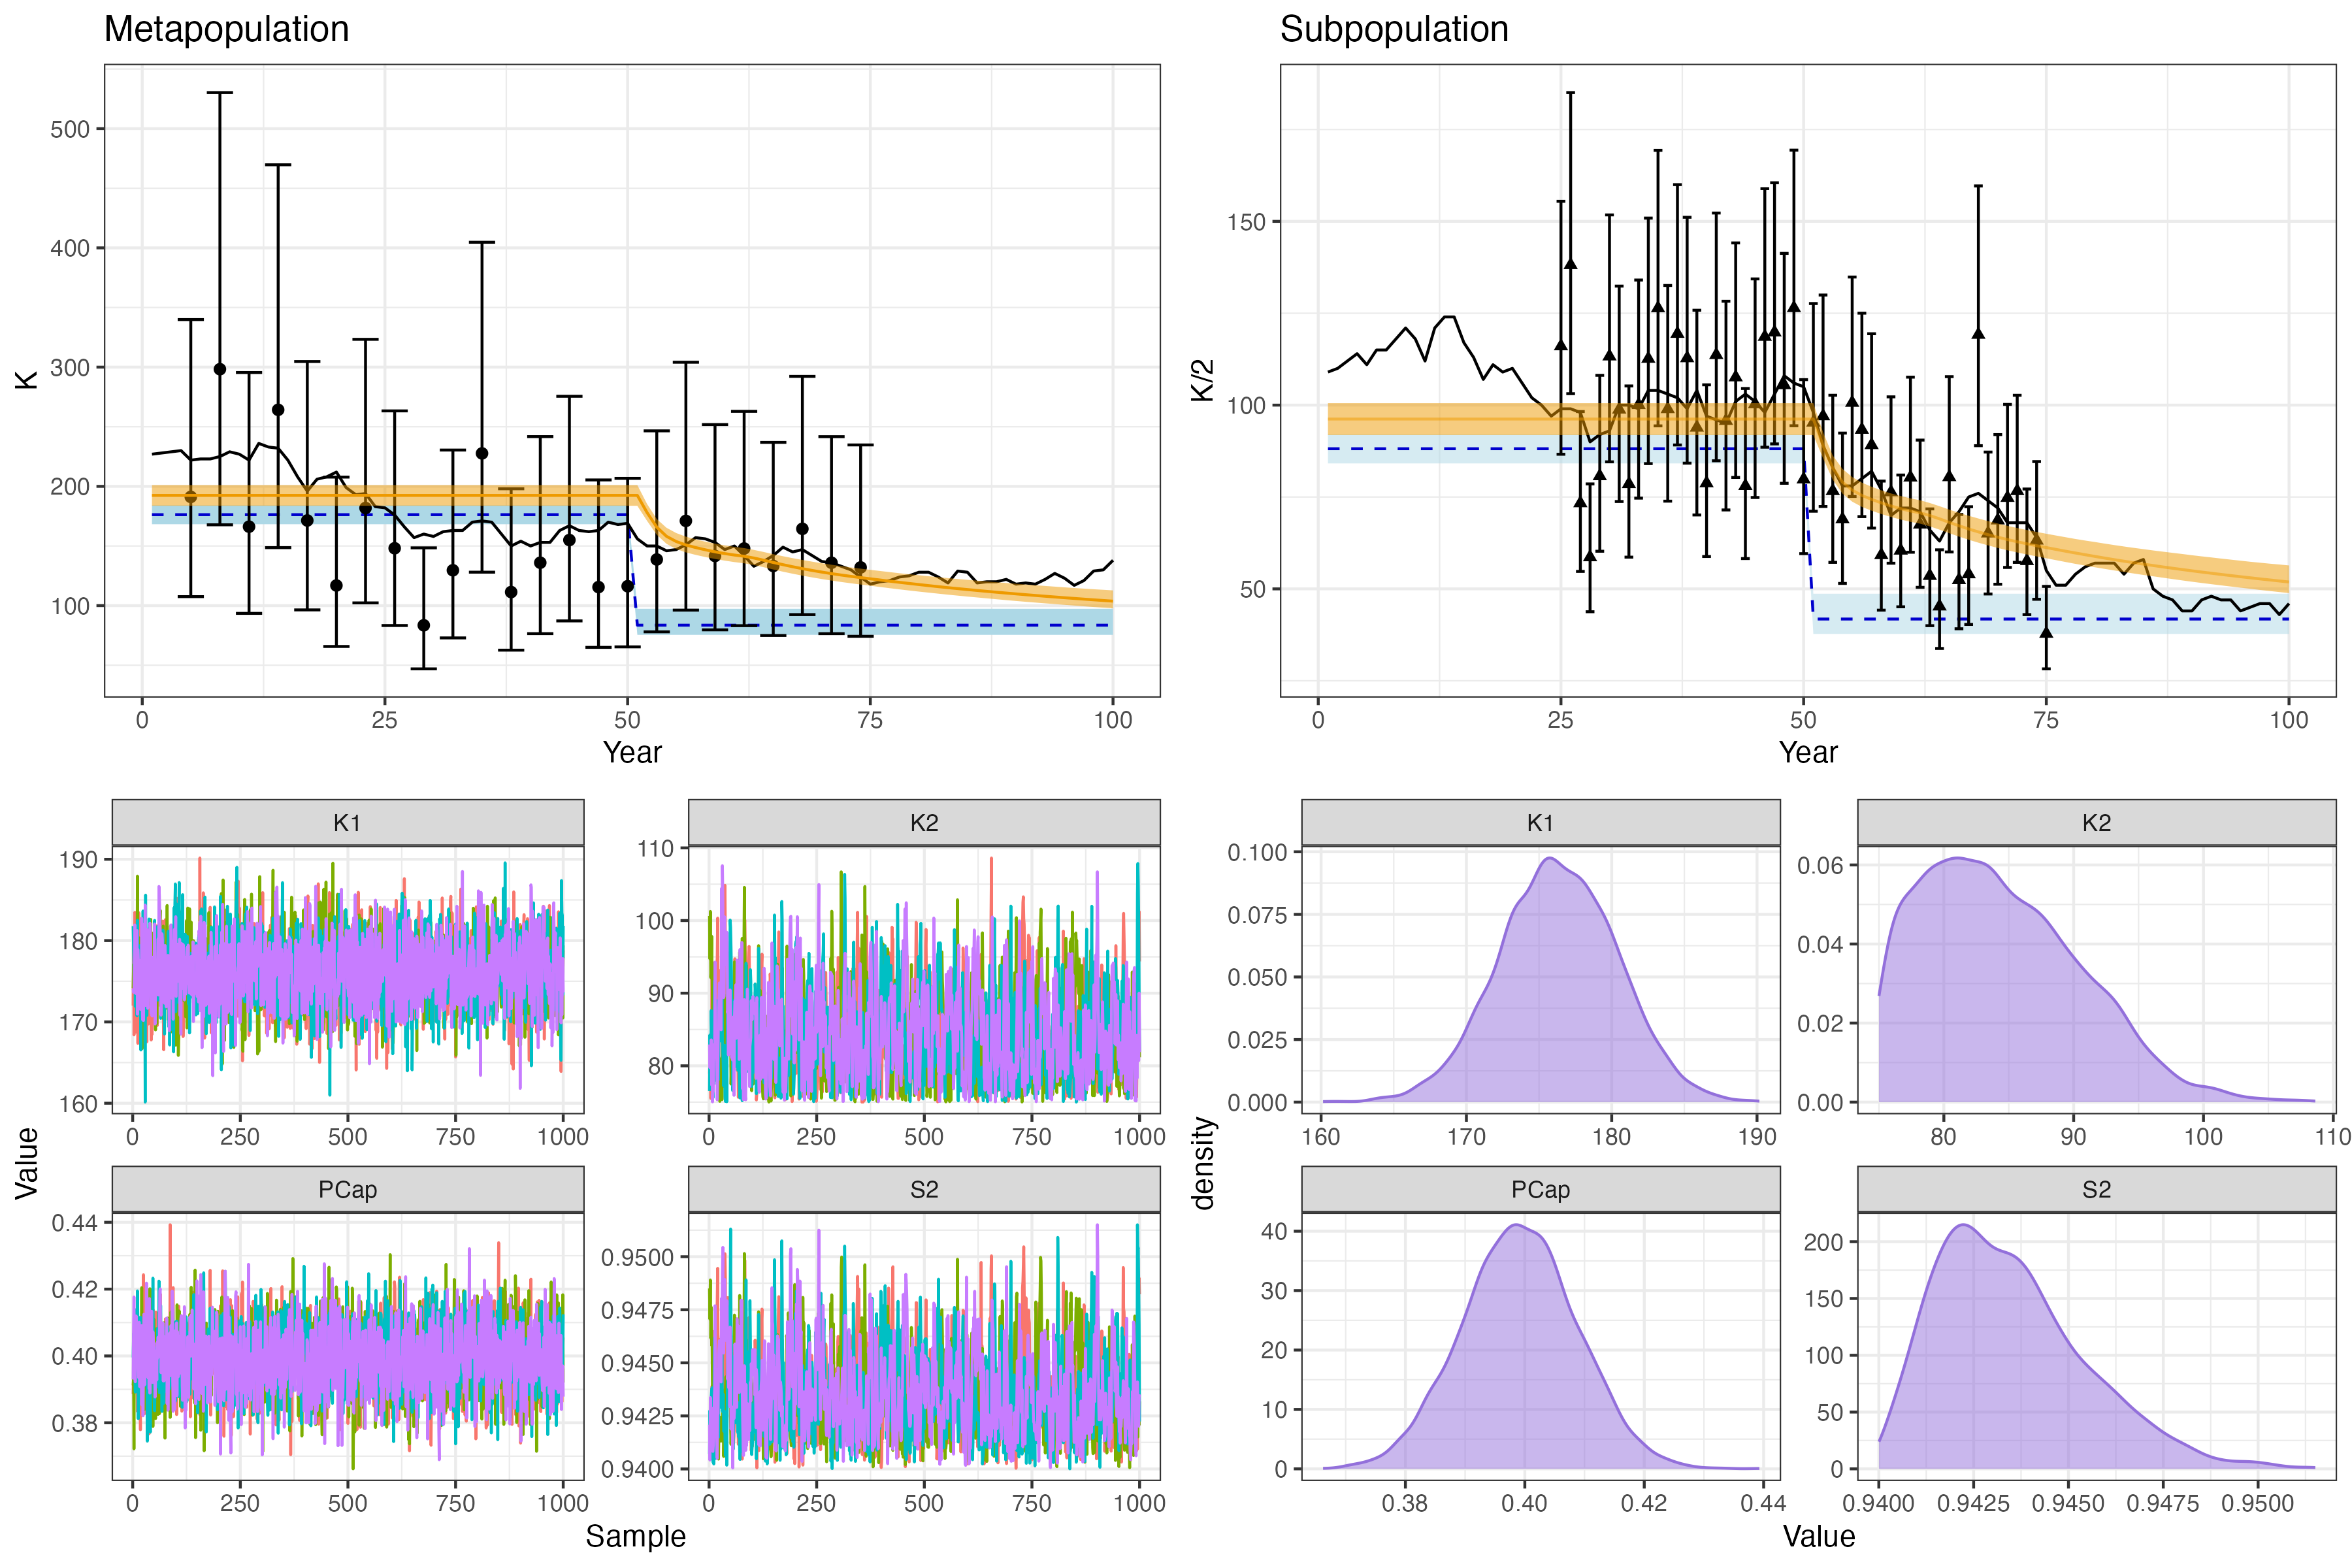 Metapopulation
Subpopulation
K
500
400
300
200
100
0 25 50 75 100
Year
K/2
150
100
50
0 25 50 75 100
Year
K1
K2
K1
K2
190
180
170
160
0 250 500 750 1000
110
100
90
80
0 250 500 750 1000
0.100
0.075
0.050
0.025
0.000
160 170 180 190
0.06
0.04
0.02
0.00
80 90 100 110
Value
density
PCap
S2
PCap
S2
0.44
0.42
0.40
0.38
0 250 500 750 1000
0.9500
0.9475
0.9450
0.9425
0.9400
0 250 500 750 1000
40
30
20
10
0
0.38 0.40 0.42 0.44
200
150
100
50
0
0.9400 0.9425 0.9450 0.9475 0.9500
Sample
Value